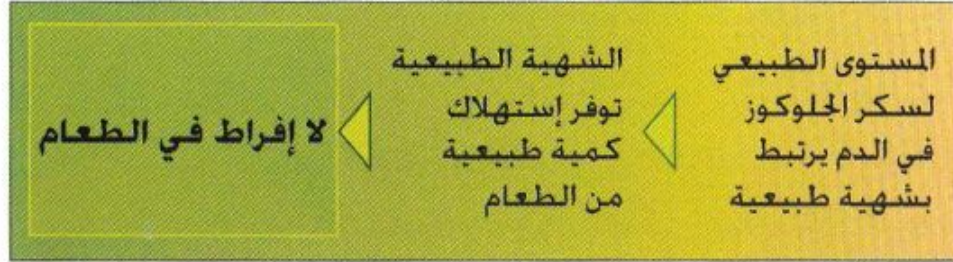 المستوى الطبيعي
لسكر الجلوكوز
في الدم يرتبط
بشهية طبيعية
الشهية الطبيعية
توفر إستهلاك
كمية طبيعية
من الطعام
لا إفراط في الطعام